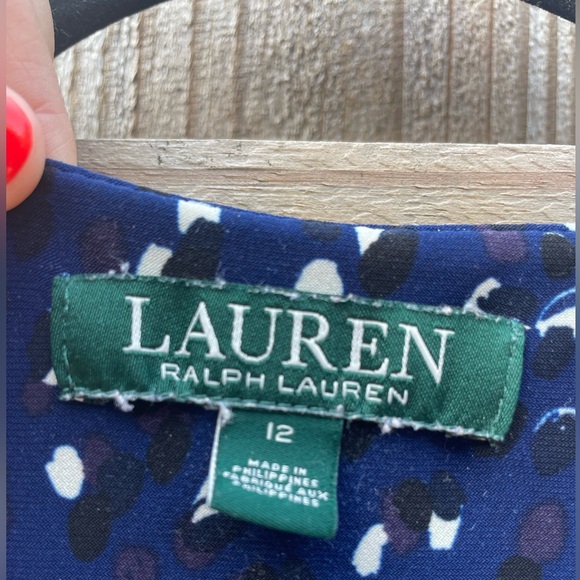 LAUREN
RALPH LAUREN
12
MADE IN
PHILIPPINES
FABRIQUÉ AUX
PHILIPPINES